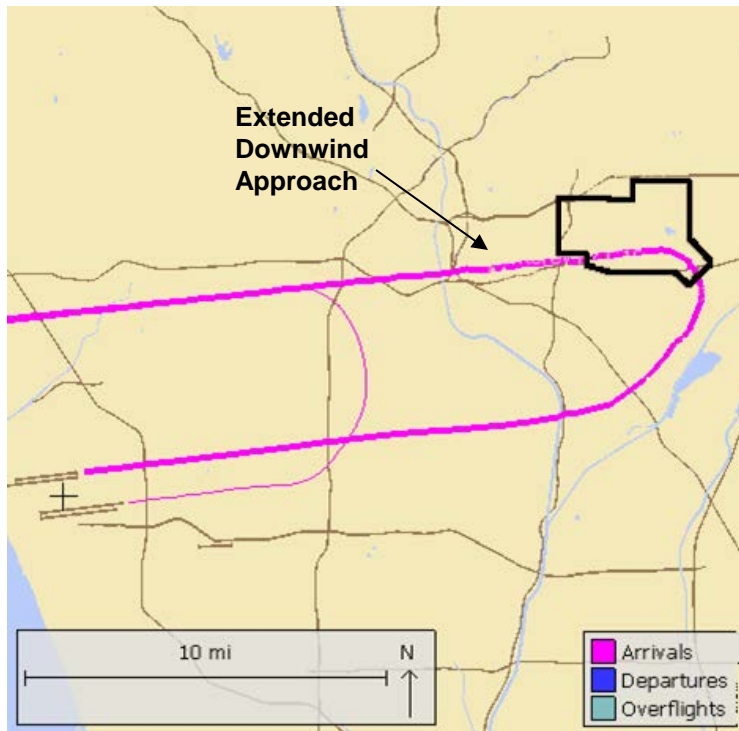 Extended
Downwind
Approach
10 mi
N
Arrivals
Departures
Overflights